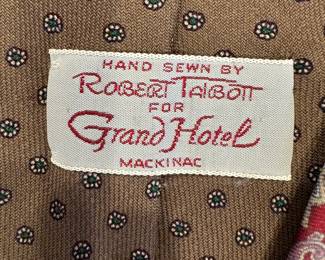 HAND SEWN BY
ROBERT TALBOTT
FOR
Grand Hotel
MACKINAC